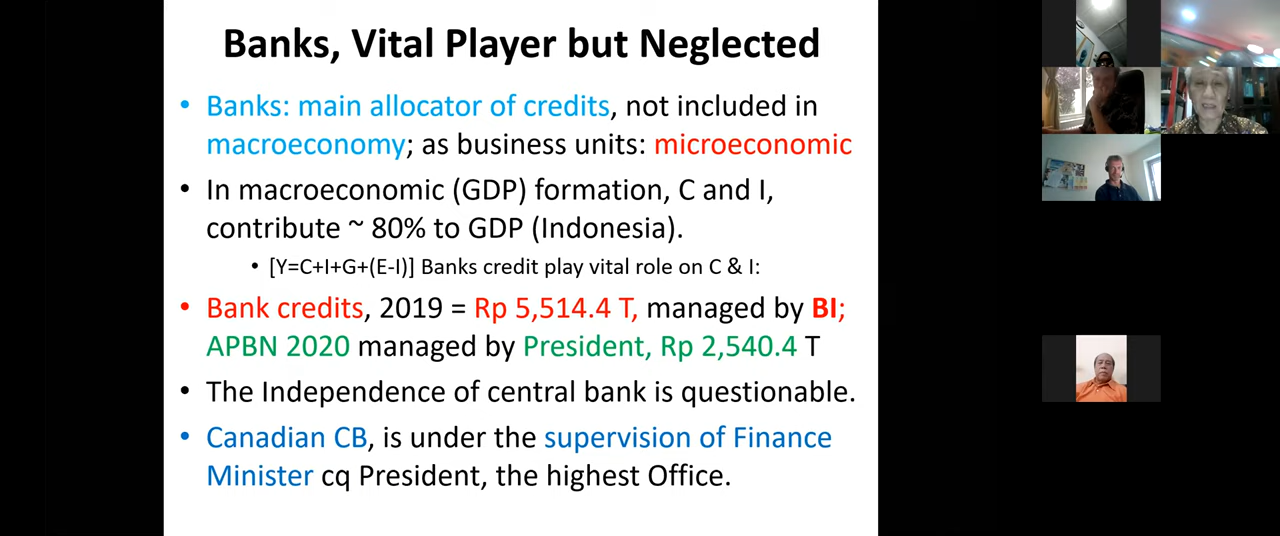 Banks, Vital Player but Neglected
• Banks: main allocator of credits, not included in
macroeconomy; as business units: microeconomic
• In macroeconomic (GDP) formation, C and I,
contribute ~ 80% to GDP (Indonesia).
• [Y=C+I+G+(E-I)] Banks credit play vital role on C & I:
• Bank credits, 2019 = Rp 5,514.4 T, managed by BI;
APBN 2020 managed by President, Rp 2,540.4 T
• The Independence of central bank is questionable.
• Canadian CB, is under the supervision of Finance
Minister cq President, the highest Office.